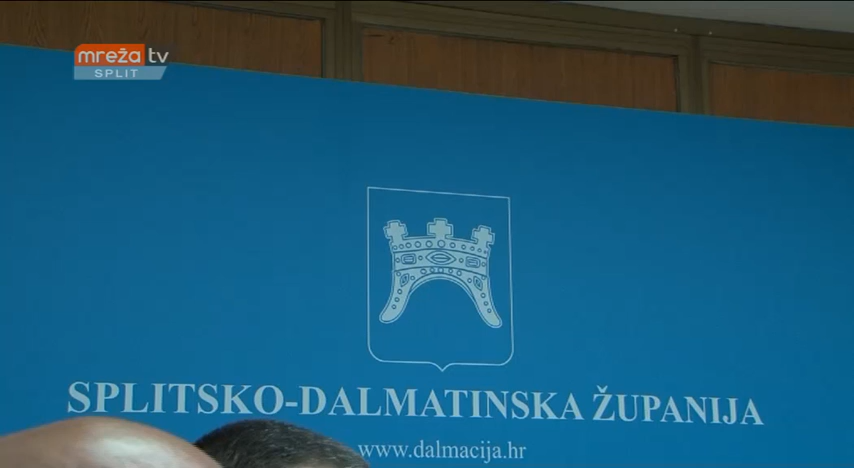 mreža tv
SPLIT
SPLITSKO-DALMATINSKA ŽUPANIJA
www.dalmacija.hr